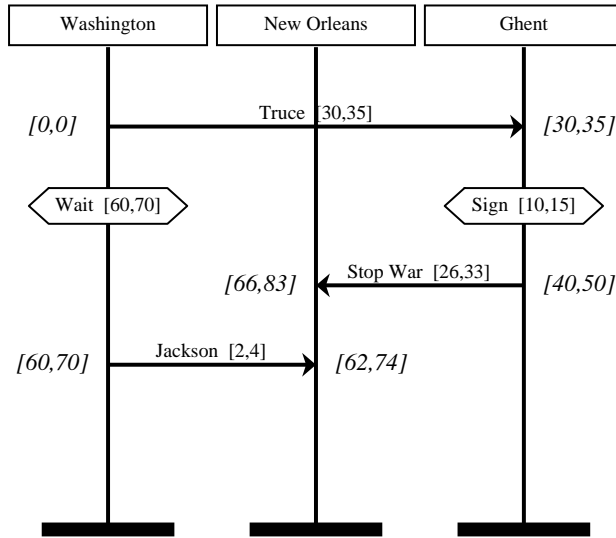 Washington New Orleans Ghent
Truce [30,35]
[0,0] [30,35]
Wait [60,70] Sign [10,15]
Stop War [26,33]
[66,83] [40,50]
Jackson [2,4]
[60,70] [62,74]